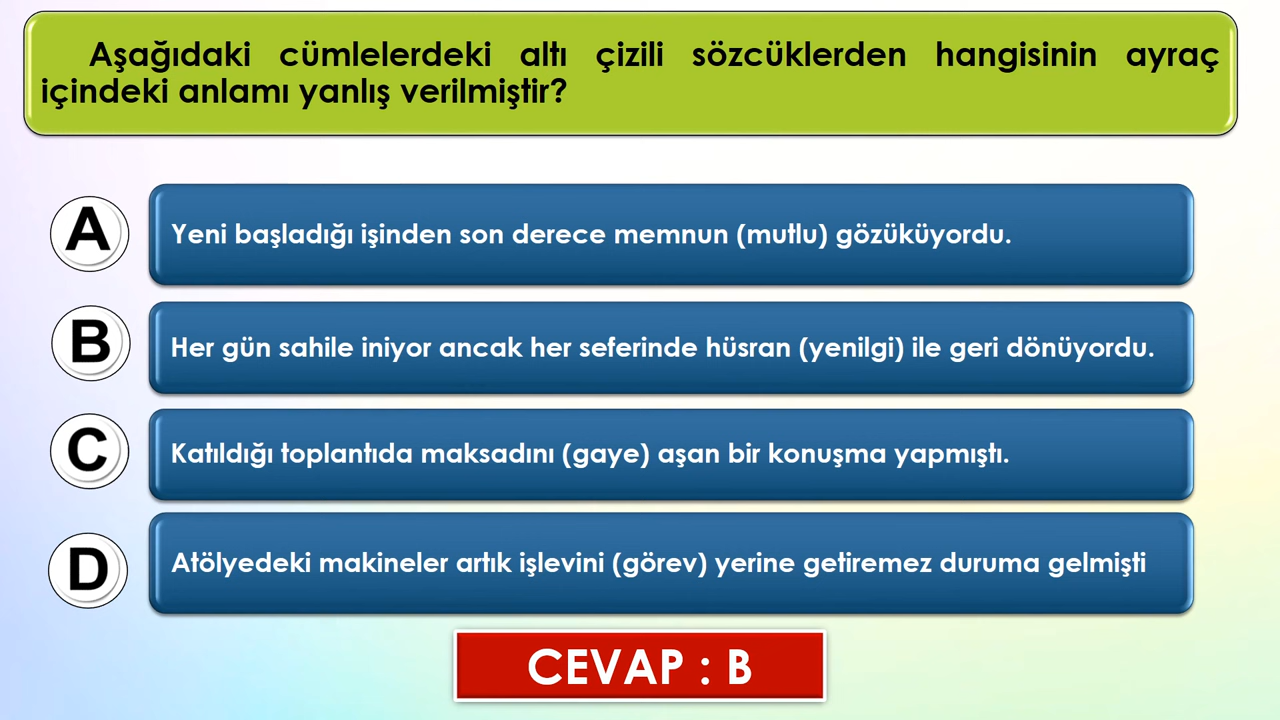 Aşağıdaki cümlelerdeki altı çizili sözcüklerden hangisinin ayraç
içindeki anlamı yanlış verilmiştir?
A
Yeni başladığı işinden son derece memnun (mutlu) gözüküyordu.
B
Her gün sahile iniyor ancak her seferinde hüsran (yenilgi) ile geri dönüyordu.
C
Katıldığı toplantıda maksadını (gaye) aşan bir konuşma yapmıştı.
D
Atölyedeki makineler artık işlevini (görev) yerine getiremez duruma gelmişti
CEVAP : B